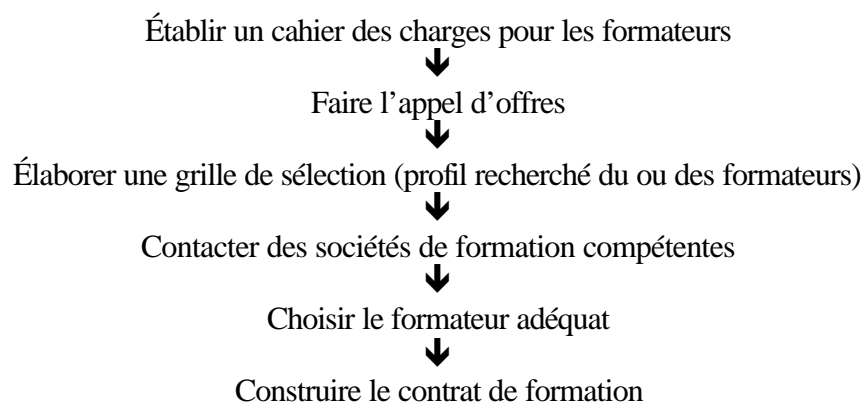 Établir un cahier des charges pour les formateurs
Faire l’appel d’offres
Élaborer une grille de sélection (profil recherché du ou des formateurs)
Contacter des sociétés de formation compétentes
Choisir le formateur adéquat
Construire le contrat de formation